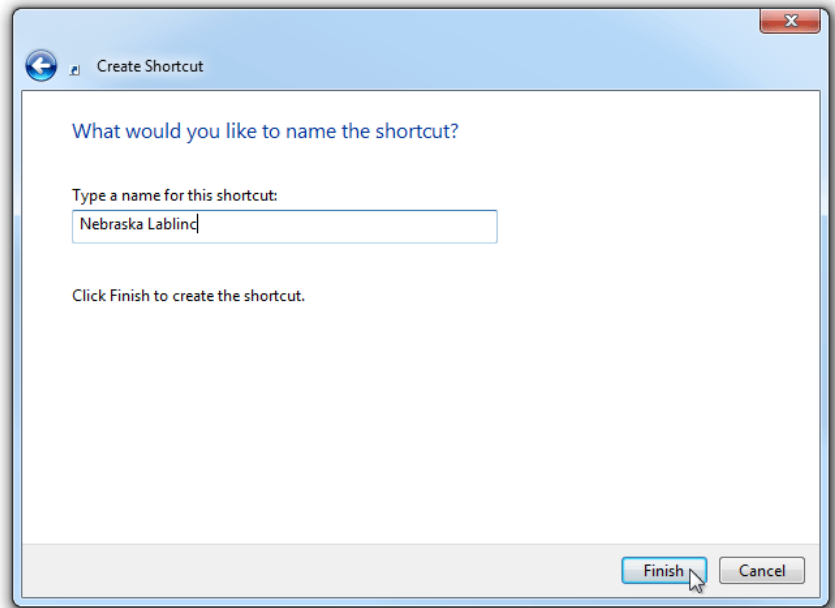 Create Shortcut
What would you like to name the shortcut?
Type a name for this shortcut:
Nebraska Lablinc
Click Finish to create the shortcut.
Finish Cancel